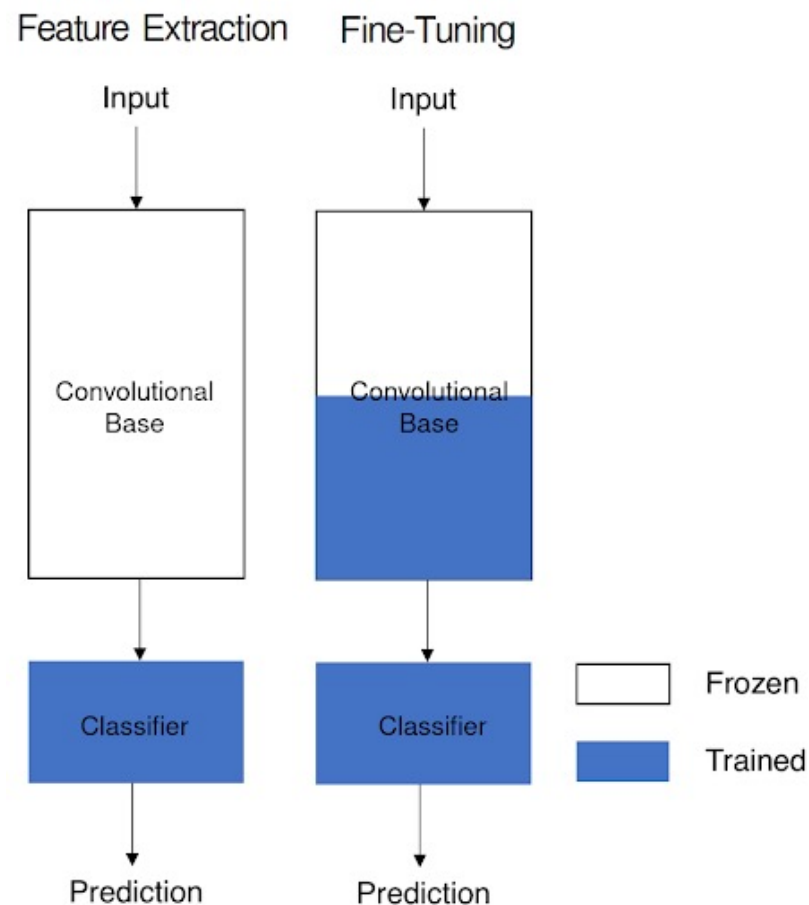 Feature Extraction
Fine-Tuning
Input
Input
Convolutional
Base
Convolutional
Base
Classifier
Classifier
Frozen
Trained
Prediction
Prediction